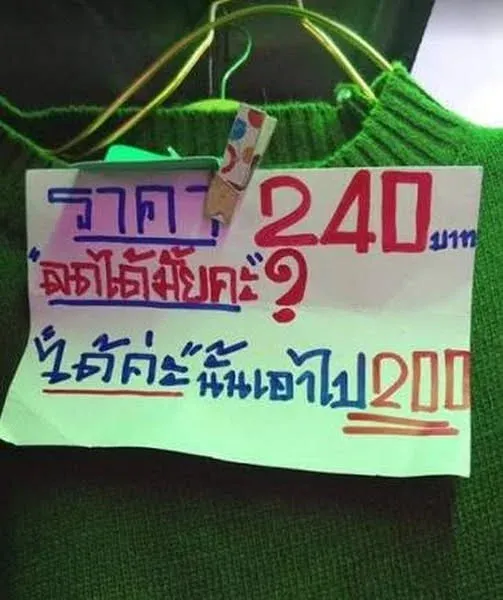 ราคา 240 บาท
"ลดได้มั้ยคะ"?
"ได้ค่ะ" นั้นเอาไป 200